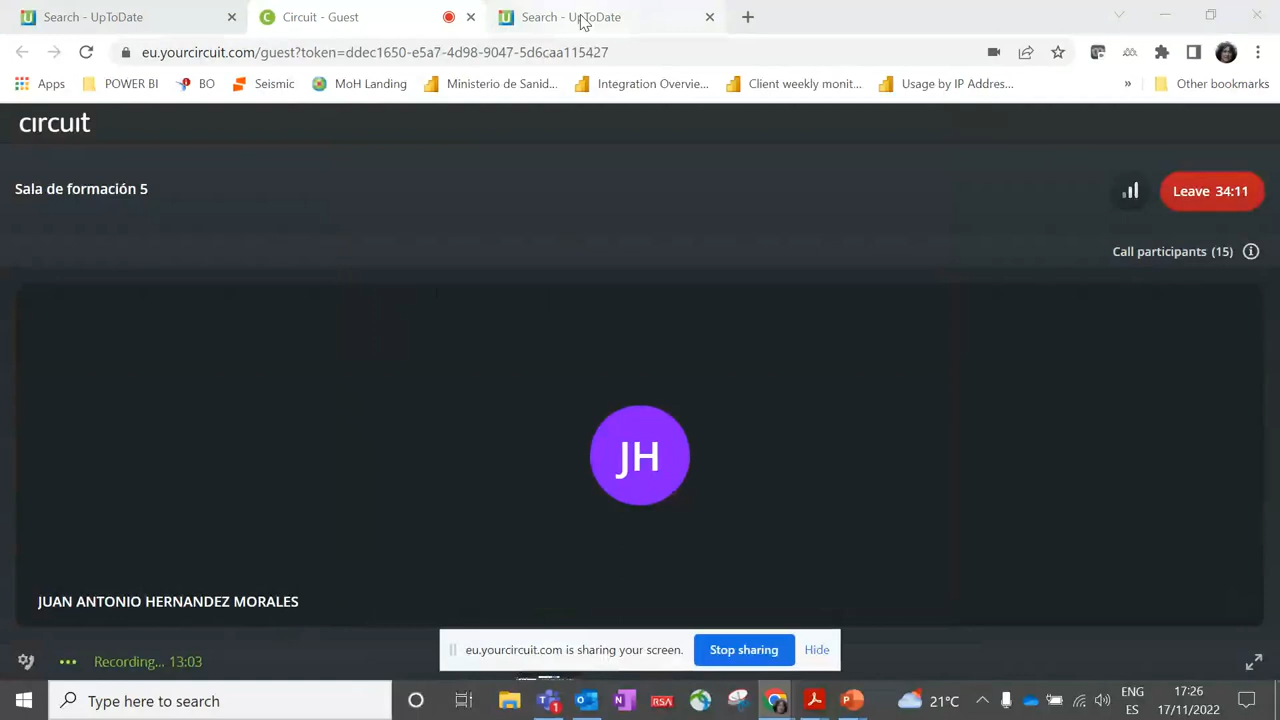 Search - UpToDate
Circuit - Guest
Search - UpToDate
eu.yourcircuit.com/guest?token=ddec1650-e5a7-4d98-9047-5d6caa115427
Apps
POWER BI
BO
Seismic
MoH Landing
Ministerio de Sanid...
Integration Overvie...
Client weekly monit...
Usage by IP Addres...
»
Other bookmarks
circuit
Sala de formación 5
Leave 34:11
Call participants (15)
JH
JUAN ANTONIO HERNANDEZ MORALES
eu.yourcircuit.com is sharing your screen.
Stop sharing
Hide
Recording... 13:03
Type here to search
RSA
21°C
ENG
ES
17:26
17/11/2022